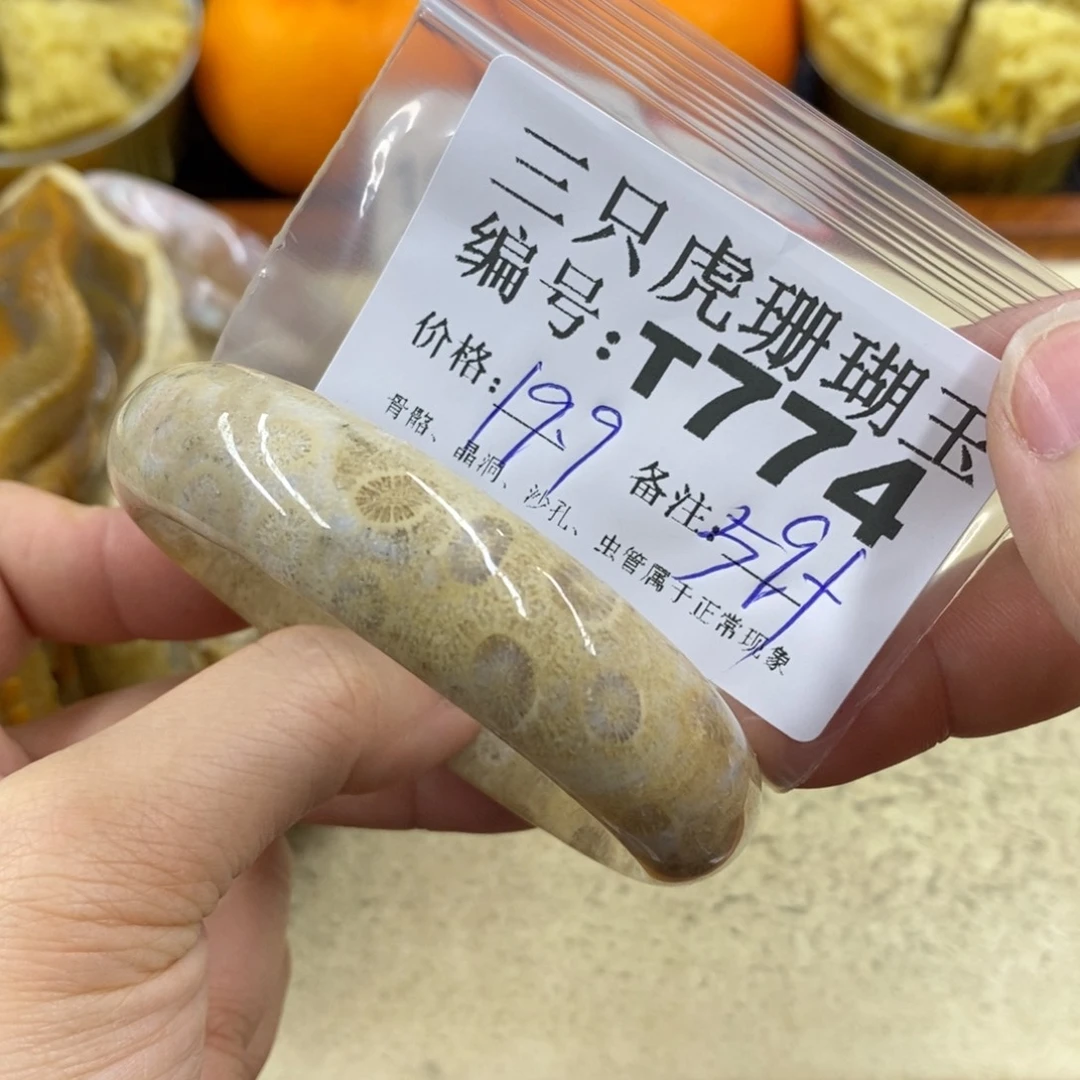 三只虎珊瑚玉
编号:T774
价格:199 备注:59+
骨骼、晶洞、沙孔、虫管属于正常现象